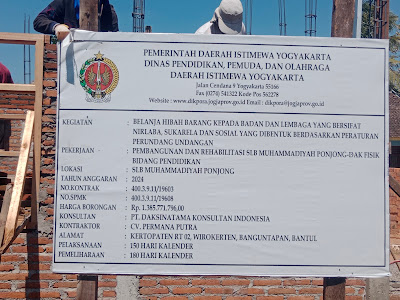 PEMERINTAH DAERAH ISTIMEWA YOGYAKARTA
DINAS PENDIDIKAN, PEMUDA, DAN OLAHRAGA
DAERAH ISTIMEWA YOGYAKARTA
Jalan Cendana 9 Yogyakarta 55166
Fax (0274) 541322 Kode Pos 562278
Website : www.dikpora.jogjaprov.go.id Email : dikpora@jogjaprov.go.id
KEGIATAN : BELANJA HIBAH BARANG KEPADA BADAN DAN LEMBAGA YANG BERSIFAT
NIRLABA, SUKARELA DAN SOSIAL YANG DIBENTUK BERDASARKAN PERATURAN
PERUNDANG UNDANGAN
PEKERJAAN : PEMBANGUNAN DAN REHABILITASI SLB MUHAMMADIYAH PONJONG-DAK FISIK
BIDANG PENDIDIKAN
LOKASI : SLB MUHAMMADIYAH PONJONG
TAHUN ANGGARAN : 2024
NO.KONTRAK : 400.3.9.11/19603
NO.SPMK : 400.3.9.11/19608
HARGA BORONGAN : Rp. 1.385.771.796,00
KONSULTAN : PT. DAKSINATAMA KONSULTAN INDONESIA
KONTRAKTOR : CV. PERMANA PUTRA
ALAMAT : KERTOPATEN RT 02, WIROKERTEN, BANGUNTAPAN, BANTUL
PELAKSANAAN : 150 HARI KALENDER
PEMELIHARAAN : 180 HARI KALENDER